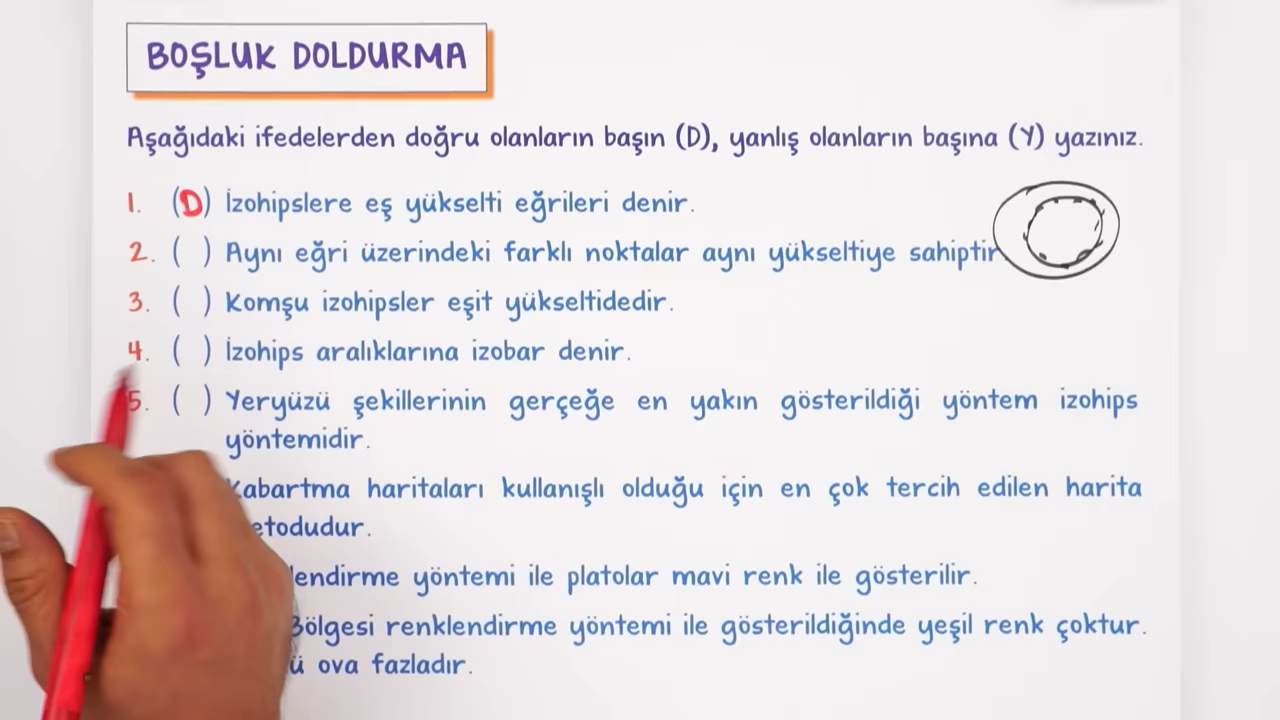 BOŞLUK DOLDURMA
Aşağıdaki ifedelerden doğru olanların başın (D), yanlış olanların başına (Y) yazınız.
1. (D) İzohipslere eş yükselti eğrileri denir.
2. ( ) Aynı eğri üzerindeki farklı noktalar aynı yükseltiye sahiptir
3. ( ) Komşu izohipsler eşit yükseltidedir.
4. ( ) İzohips aralıklarına izobar denir.
5. ( ) Yeryüzü şekillerinin gerçeğe en yakın gösterildiği yöntem izohips
yöntemidir.
Kabartma haritaları kullanışlı olduğu için en çok tercih edilen harita
etodudur.
lendirme yöntemi ile platolar mavi renk ile gösterilir.
Bölgesi renklendirme yöntemi ile gösterildiğinde yeşil renk çoktur.
ü ova fazladır.